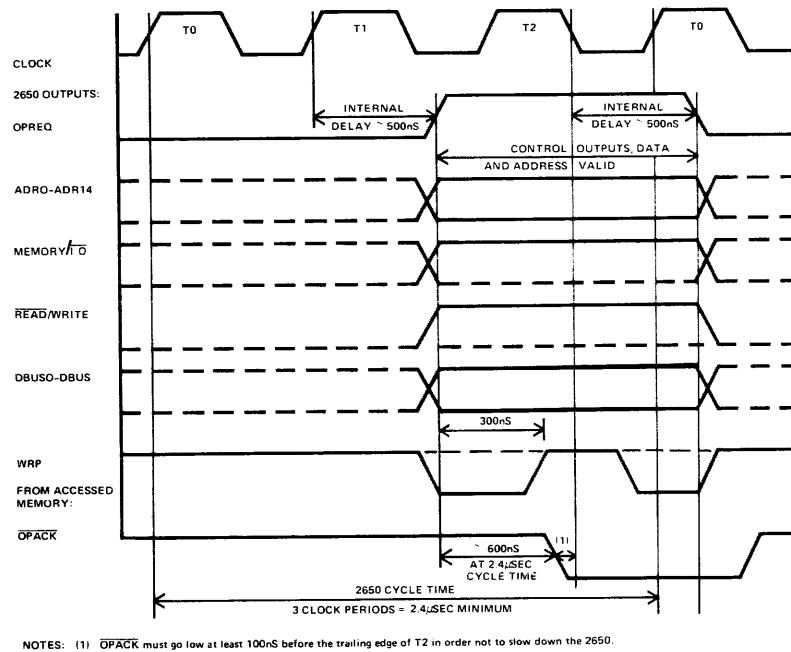 T0
T1
T2
T0
CLOCK
2650 OUTPUTS:
OPREQ
INTERNAL
DELAY ~500nS
INTERNAL
DELAY ~500nS
CONTROL OUTPUTS, DATA
AND ADDRESS VALID
ADR0-ADR14
MEMORY/IO
READ/WRITE
DBUS0-DBUS
300nS
WRP
FROM ACCESSED
MEMORY:
OPACK
~600nS
(1)
AT 2.4μSEC
CYCLE TIME
2650 CYCLE TIME
3 CLOCK PERIODS = 2.4μSEC MINIMUM
NOTES: (1) OPACK must go low at least 100nS before the trailing edge of T2 in order not to slow down the 2650.